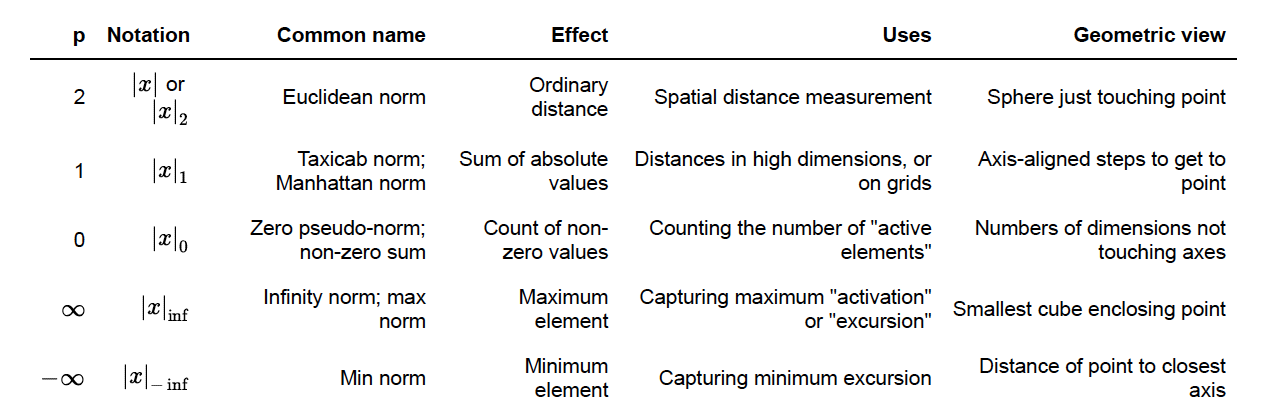 p Notation Common name Effect Uses Geometric view
2 |x| or |x|₂ Euclidean norm Ordinary distance Spatial distance measurement Sphere just touching point
1 |x|₁ Taxicab norm; Manhattan norm Sum of absolute values Distances in high dimensions, or on grids Axis-aligned steps to get to point
0 |x|₀ Zero pseudo-norm; non-zero sum Count of non-zero values Counting the number of "active elements" Numbers of dimensions not touching axes
∞ |x|inf Infinity norm; max norm Maximum element Capturing maximum "activation" or "excursion" Smallest cube enclosing point
−∞ |x|− inf Min norm Minimum element Capturing minimum excursion Distance of point to closest axis